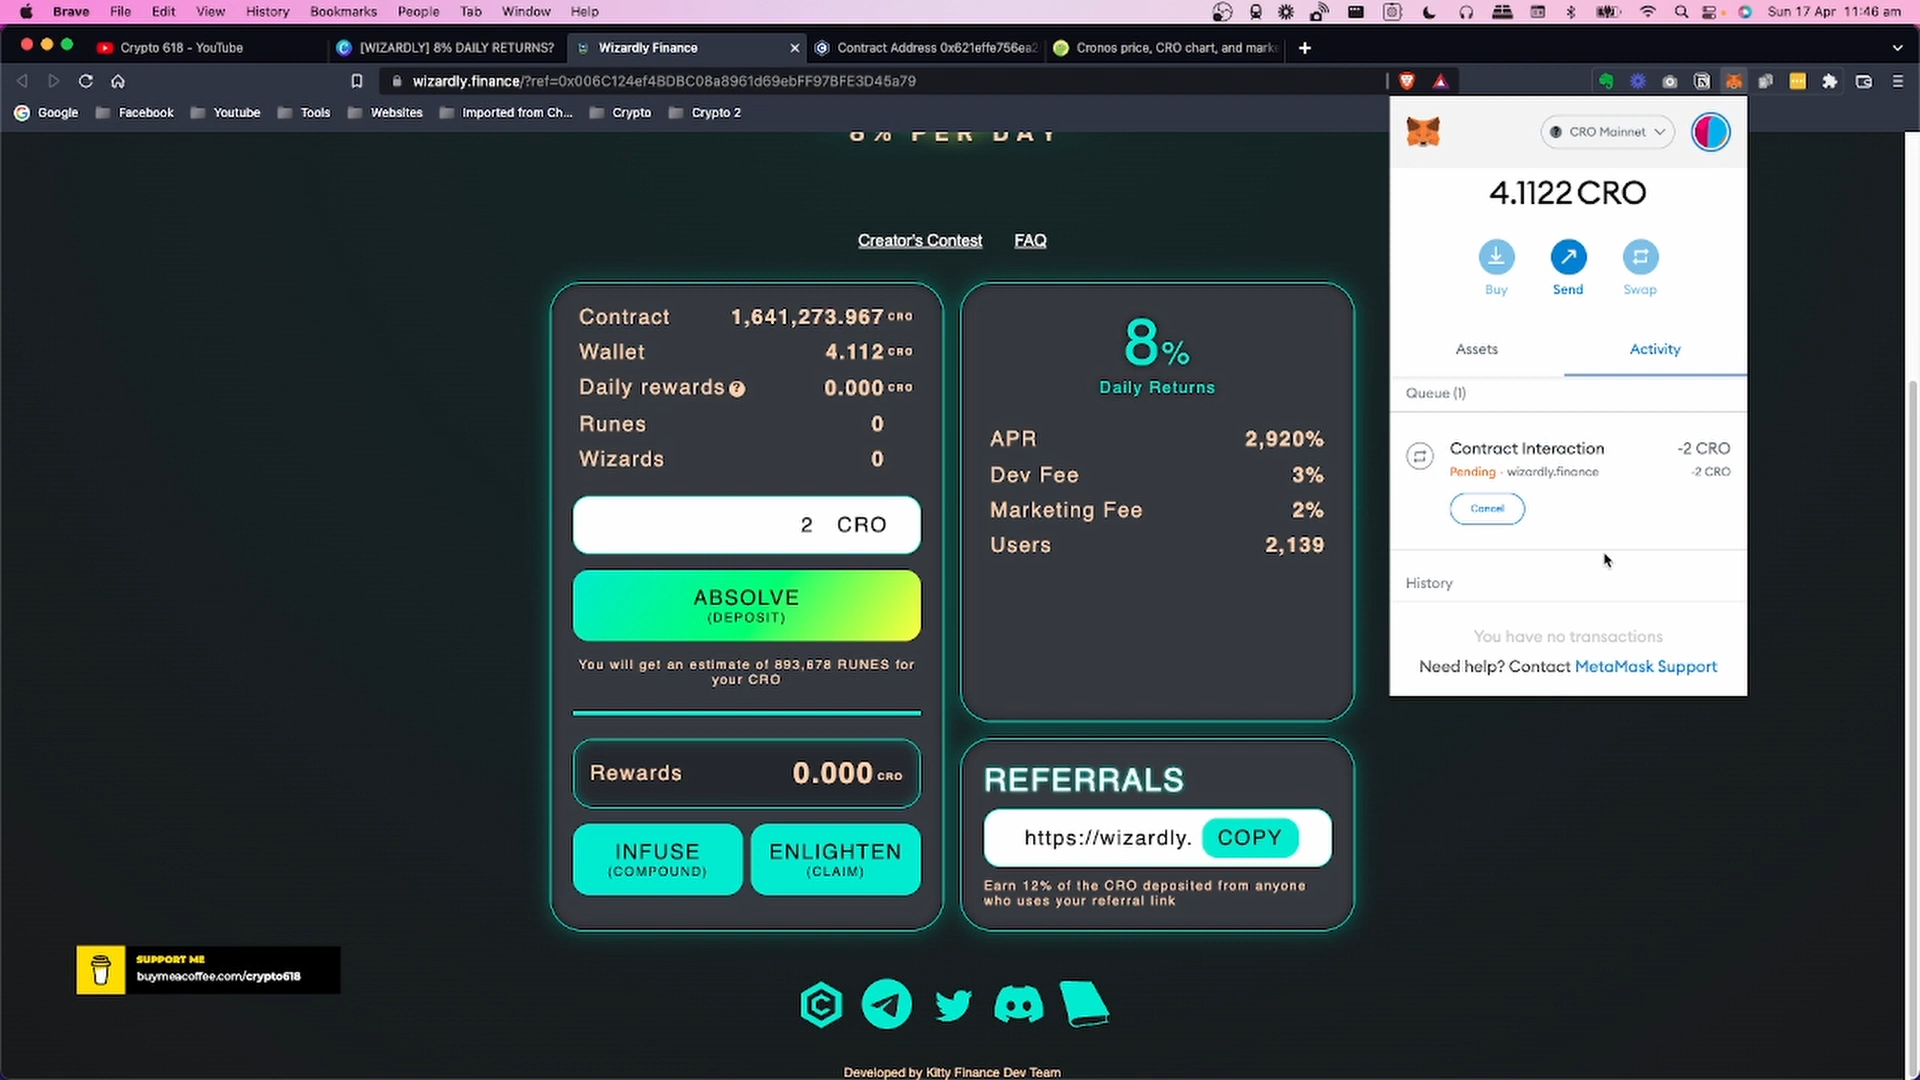 Brave File Edit View History Bookmarks People Tab Window Help Sun 17 Apr 11:46 am
Crypto 618 - YouTube [WIZARDLY] 8% DAILY RETURNS? Wizardly Finance Contract Address 0x621effe756ea2 Cronos price, CRO chart, and marke
wizardly.finance/?ref=0x006C124ef4BDBC08a8961d69ebFF97BFE3D45a79
Google Facebook Youtube Tools Websites Imported from Ch... Crypto Crypto 2
8% PER DAY
Creator's Contest FAQ
Contract 1,641,273.967 CRO
Wallet 4.112 CRO
Daily rewards ? 0.000 CRO
Runes 0
Wizards 0
2 CRO
ABSOLVE
(DEPOSIT)
You will get an estimate of 893,678 RUNES for
your CRO
Rewards 0.000 CRO
INFUSE
(COMPOUND)
ENLIGHTEN
(CLAIM)
8%
Daily Returns
APR 2,920%
Dev Fee 3%
Marketing Fee 2%
Users 2,139
REFERRALS
https://wizardly. COPY
Earn 12% of the CRO deposited from anyone
who uses your referral link
CRO Mainnet
4.1122 CRO
Buy Send Swap
Assets Activity
Queue (1)
Contract Interaction -2 CRO
Pending · wizardly.finance -2 CRO
Cancel
History
You have no transactions
Need help? Contact MetaMask Support
SUPPORT ME
buymeacoffee.com/crypto618
Developed by Kitty Finance Dev Team